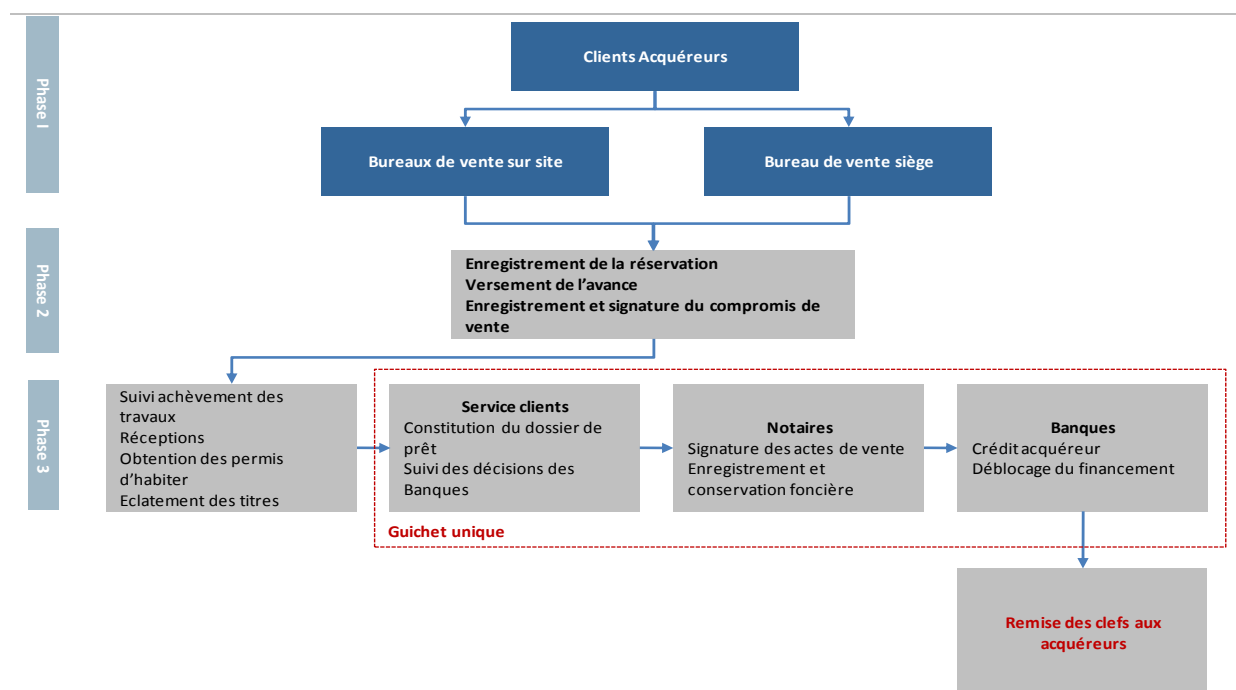 Phase I
Clients Acquéreurs
Bureaux de vente sur site
Bureau de vente siège
Phase 2
Enregistrement de la réservation
Versement de l’avance
Enregistrement et signature du compromis de
vente
Phase 3
Suivi achèvement des
travaux
Réceptions
Obtention des permis
d’habiter
Eclatement des titres
Service clients
Constitution du dossier de
prêt
Suivi des décisions des
Banques
Notaires
Signature des actes de vente
Enregistrement et
conservation foncière
Banques
Crédit acquéreur
Déblocage du financement
Guichet unique
Remise des clefs aux
acquéreurs